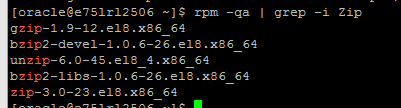 [oracle@e75lrl2506 ~]$ rpm -qa | grep -i Zip
gzip-1.9-12.el8.x86_64
bzip2-devel-1.0.6-26.el8.x86_64
unzip-6.0-45.el8_4.x86_64
bzip2-libs-1.0.6-26.el8.x86_64
zip-3.0-23.el8.x86_64
[oracle@e75lrl2506 ~]$